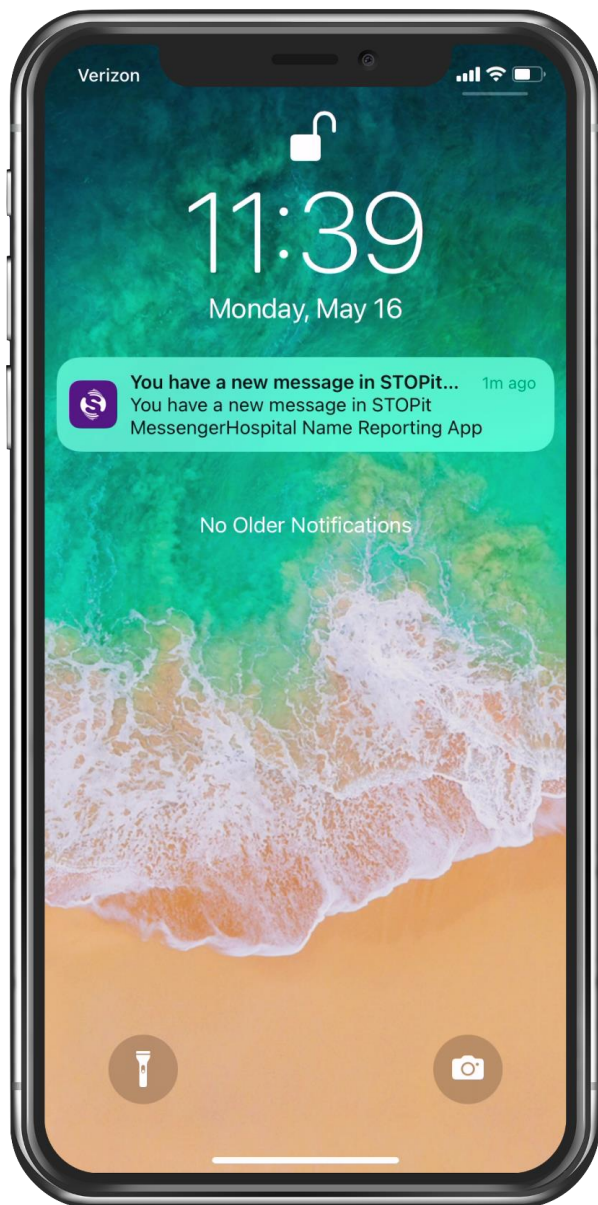 Verizon
11:39
Monday, May 16
You have a new message in STOPit... 1m ago
You have a new message in STOPit
MessengerHospital Name Reporting App
No Older Notifications